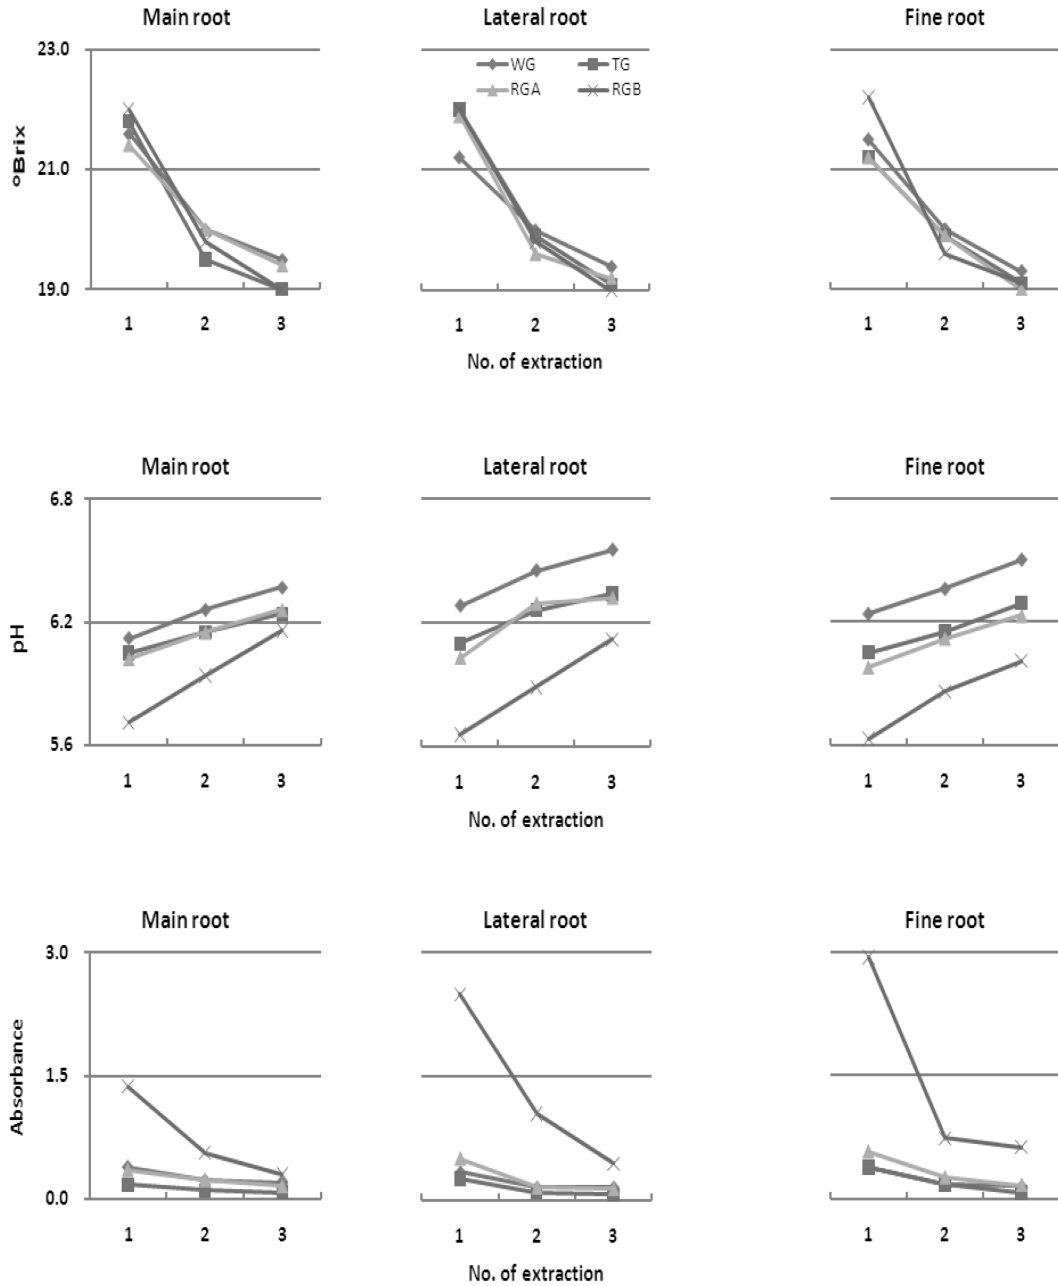 Main root Lateral root Fine root
23.0
WG TG
RGA RGB
ºBrix
21.0
19.0
1 2 3 1 2 3 1 2 3
No. of extraction
Main root Lateral root Fine root
6.8
pH
6.2
5.6
1 2 3 1 2 3 1 2 3
No. of extraction
Main root Lateral root Fine root
3.0
Absorbance
1.5
0.0
1 2 3 1 2 3 1 2 3
No. of extraction